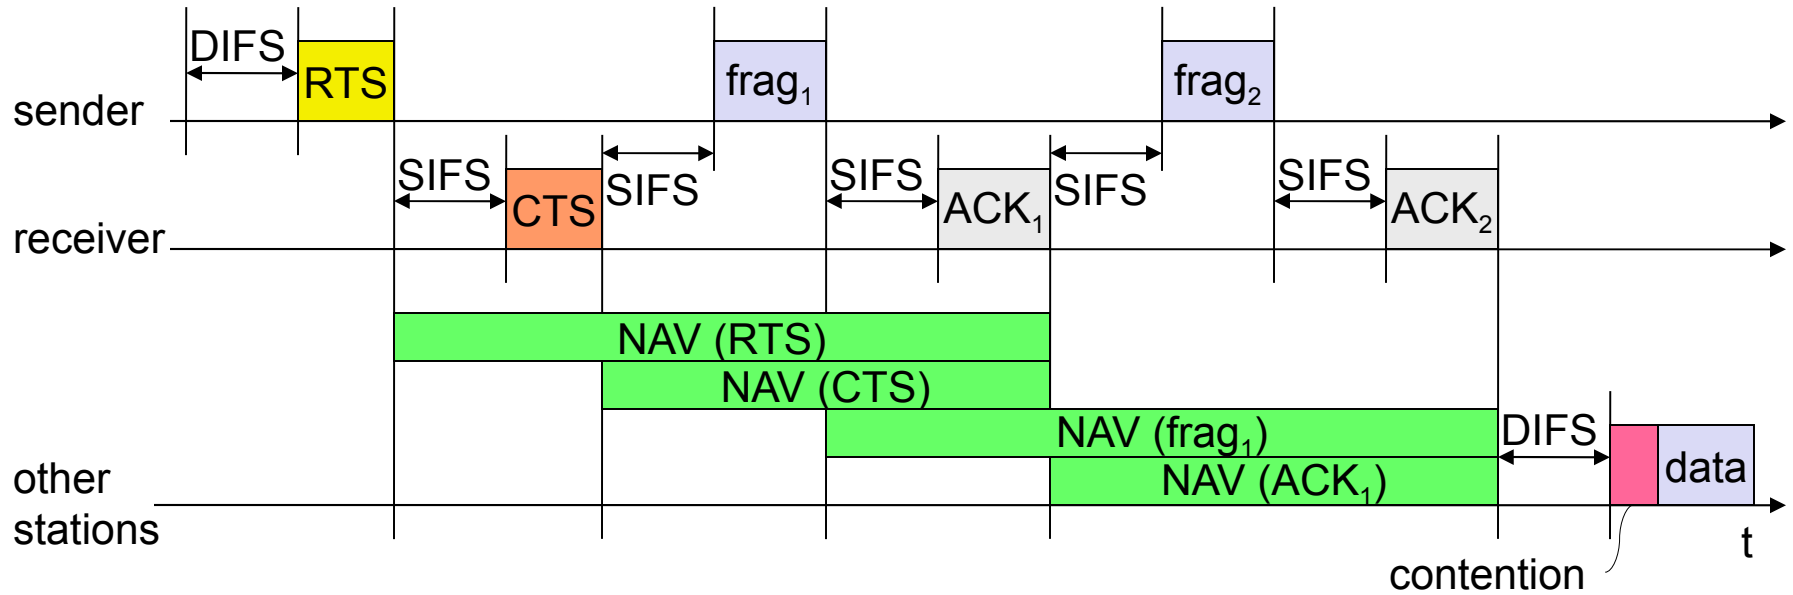 DIFS
RTS
frag₁
frag₂
sender
SIFS
CTS
SIFS
SIFS
ACK₁
SIFS
SIFS
ACK₂
receiver
NAV (RTS)
NAV (CTS)
NAV (frag₁)
NAV (ACK₁)
DIFS
data
other
stations
t
contention